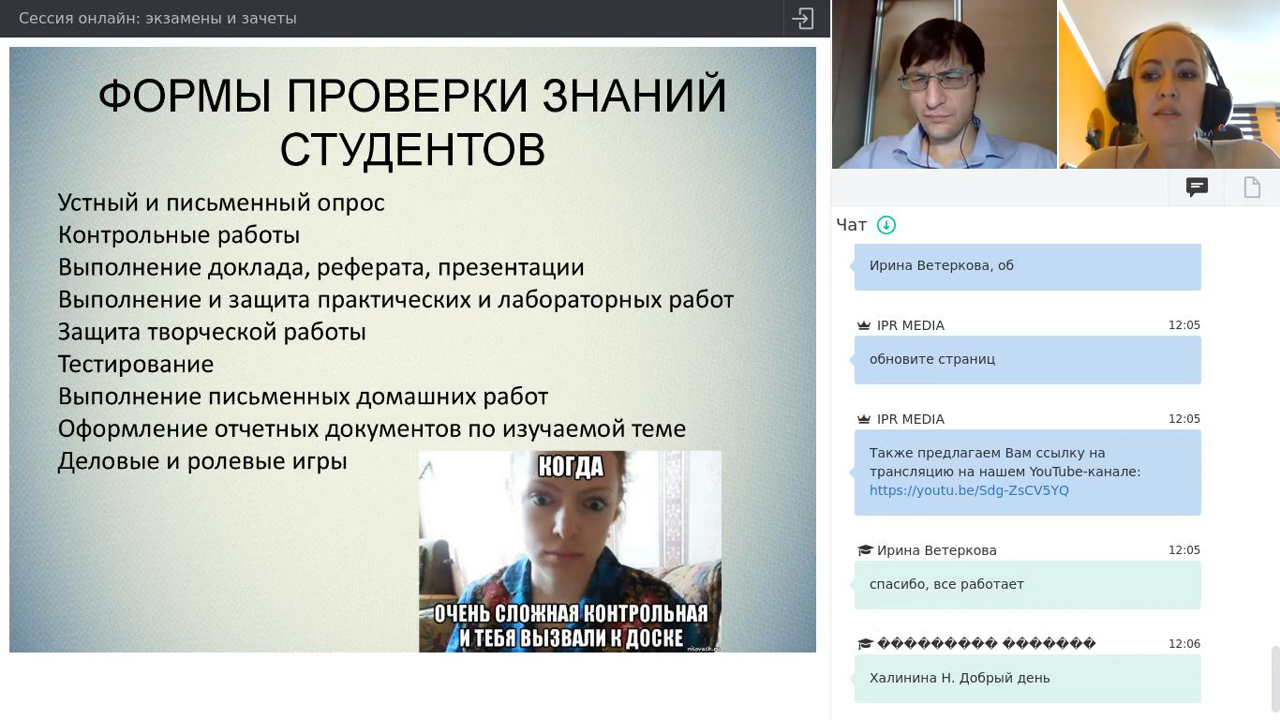 Сессия онлайн: экзамены и зачеты
ФОРМЫ ПРОВЕРКИ ЗНАНИЙ
СТУДЕНТОВ
Устный и письменный опрос
Контрольные работы
Выполнение доклада, реферата, презентации
Выполнение и защита практических и лабораторных работ
Защита творческой работы
Тестирование
Выполнение письменных домашних работ
Оформление отчетных документов по изучаемой теме
Деловые и ролевые игры
КОГДА
ОЧЕНЬ СЛОЖНАЯ КОНТРОЛЬНАЯ
И ТЕБЯ ВЫЗВАЛИ К ДОСКЕ
Чат
Ирина Ветеркова, об
IPR MEDIA 12:05
обновите страниц
IPR MEDIA 12:05
Также предлагаем Вам ссылку на
трансляцию на нашем YouTube-канале:
https://youtu.be/Sdg-ZsCV5YQ
Ирина Ветеркова 12:05
спасибо, все работает
��������� ������� 12:06
Халинина Н. Добрый день